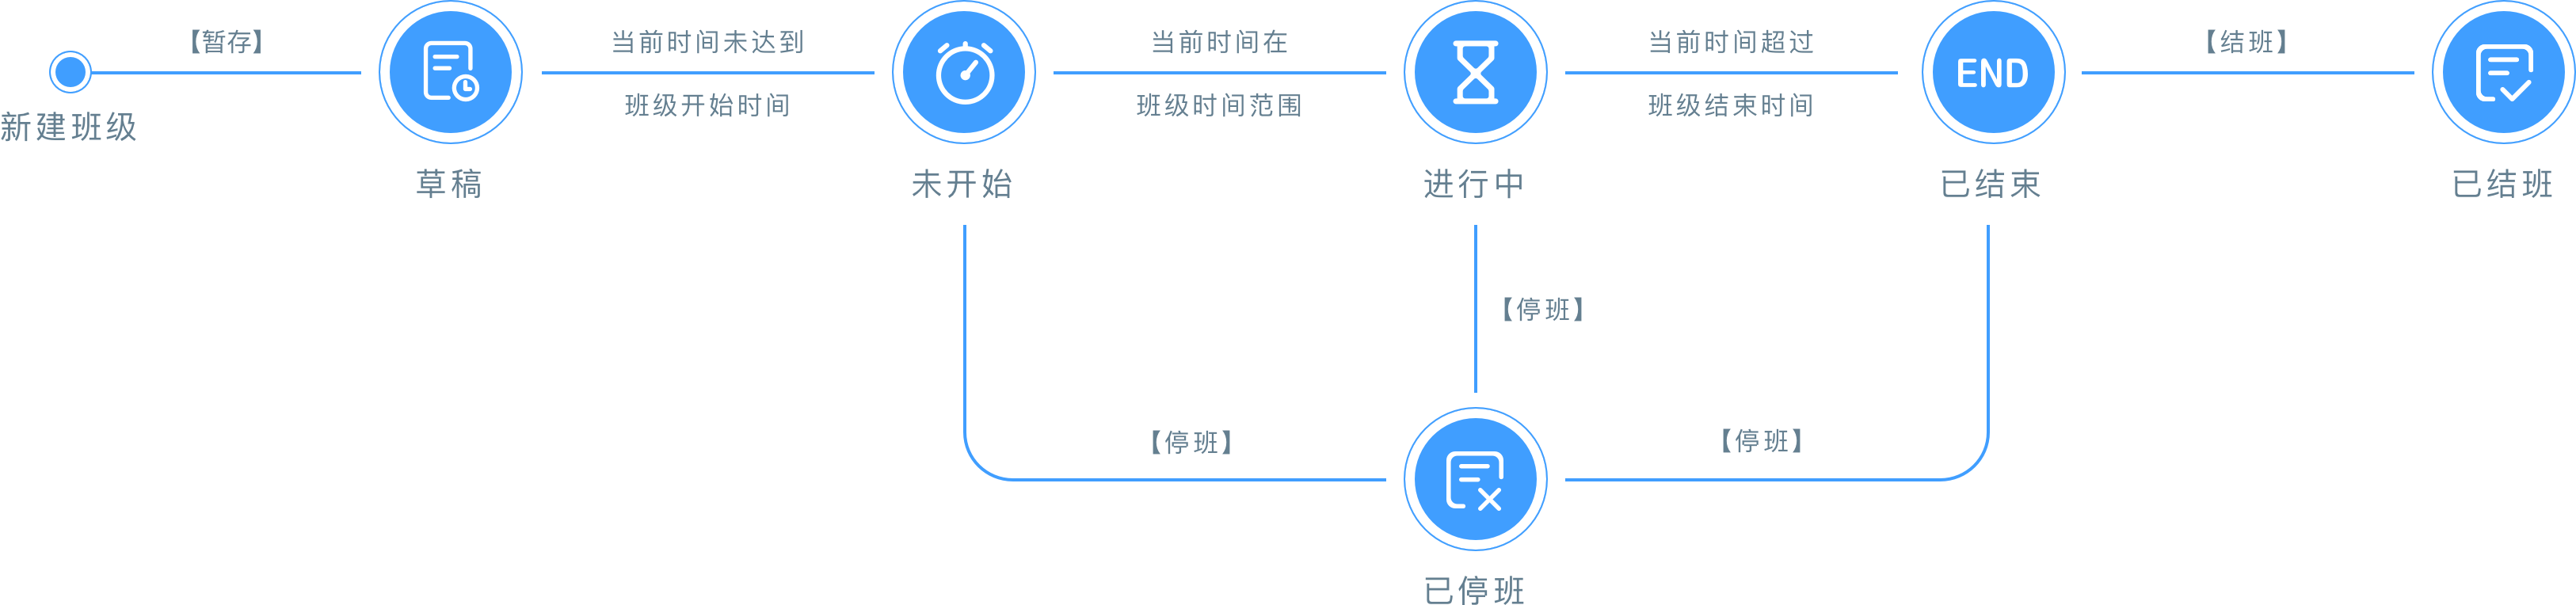 【暂存】
新建班级
草稿
当前时间未达到
班级开始时间
未开始
当前时间在
班级时间范围
进行中
当前时间超过
班级结束时间
END
已结束
【结班】
已结班
【停班】
【停班】
【停班】
已停班